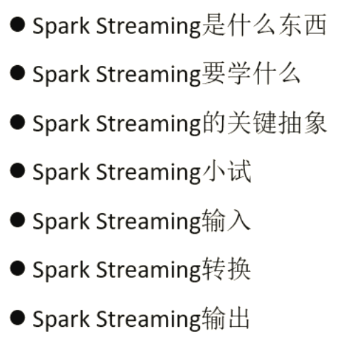 ● Spark Streaming是什么东西
● Spark Streaming要学什么
● Spark Streaming的关键抽象
● Spark Streaming小试
● Spark Streaming输入
● Spark Streaming转换
● Spark Streaming输出